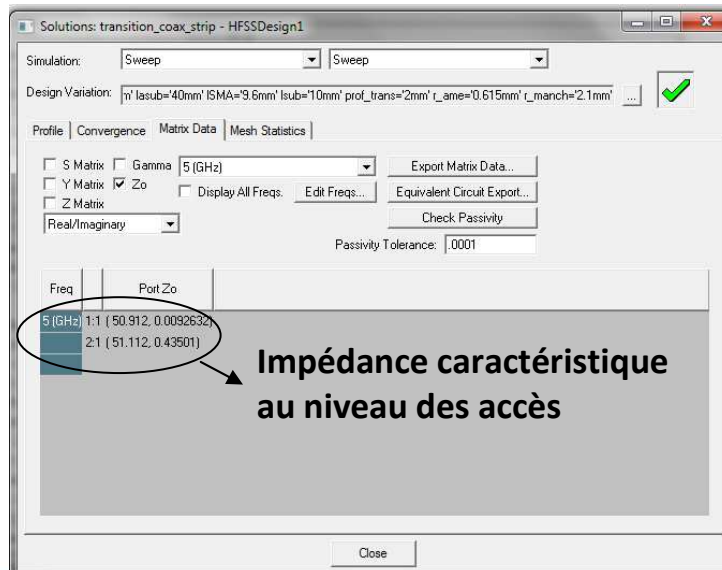 Solutions: transition_coax_strip - HFSSDesign1
Simulation: Sweep Sweep
Design Variation: m' lasub='40mm' lSMA='9.6mm' lsub='10mm' prof_trans='2mm' r_ame='0.615mm' r_manch='2.1mm' ...
Profile Convergence Matrix Data Mesh Statistics
S Matrix Gamma 5 (GHz) Export Matrix Data...
Y Matrix Zo Display All Freqs. Edit Freqs... Equivalent Circuit Export...
Z Matrix Check Passivity
Real/Imaginary
Passivity Tolerance: .0001
Freq Port Zo
5 (GHz) 1:1 ( 50.912, 0.0092632)
2:1 ( 51.112, 0.43501)
Impédance caractéristique
au niveau des accès
Close